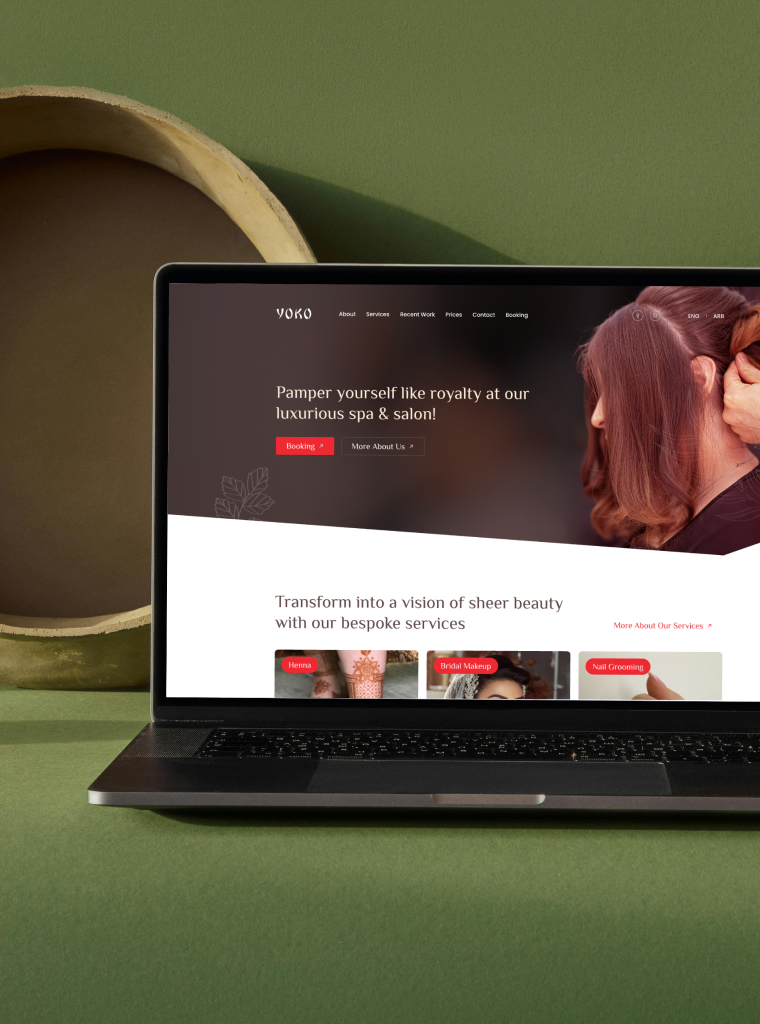 YOKO
About Services Recent Work Prices Contact Booking
ENG | ARB
Pamper yourself like royalty at our
luxurious spa & salon!
Booking ↗
More About Us ↗
Transform into a vision of sheer beauty
with our bespoke services
More About Our Services ↗
Henna
Bridal Makeup
Nail Grooming